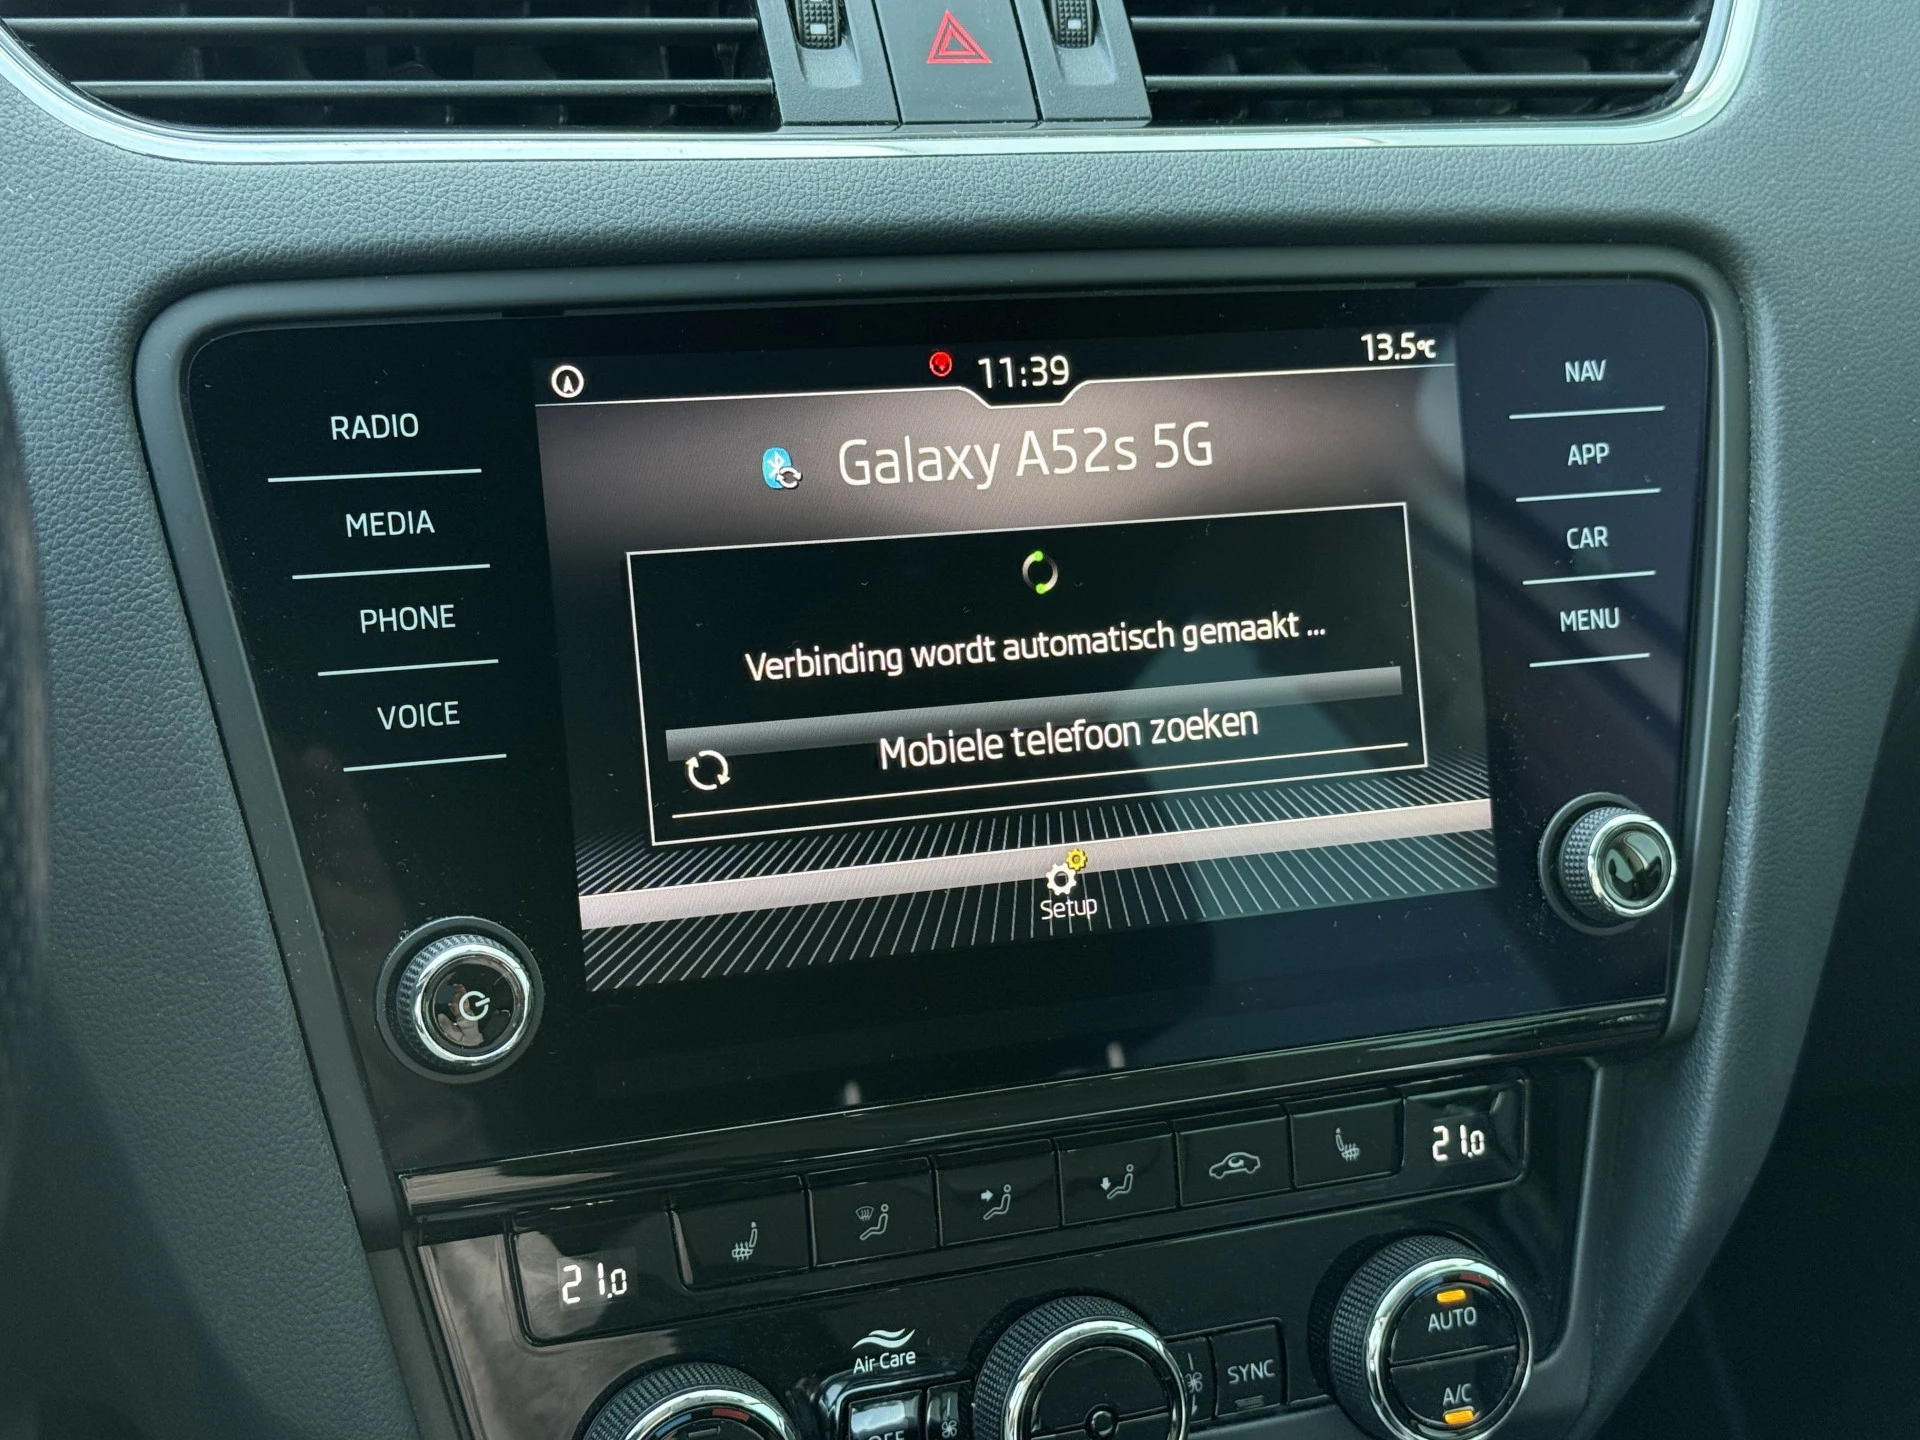 11:39
13.5°C
RADIO
MEDIA
PHONE
VOICE
Galaxy A52s 5G
Verbinding wordt automatisch gemaakt ...
Mobiele telefoon zoeken
Setup
NAV
APP
CAR
MENU
21.0
21.0
Air Care
OFF
SYNC
AUTO
A/C